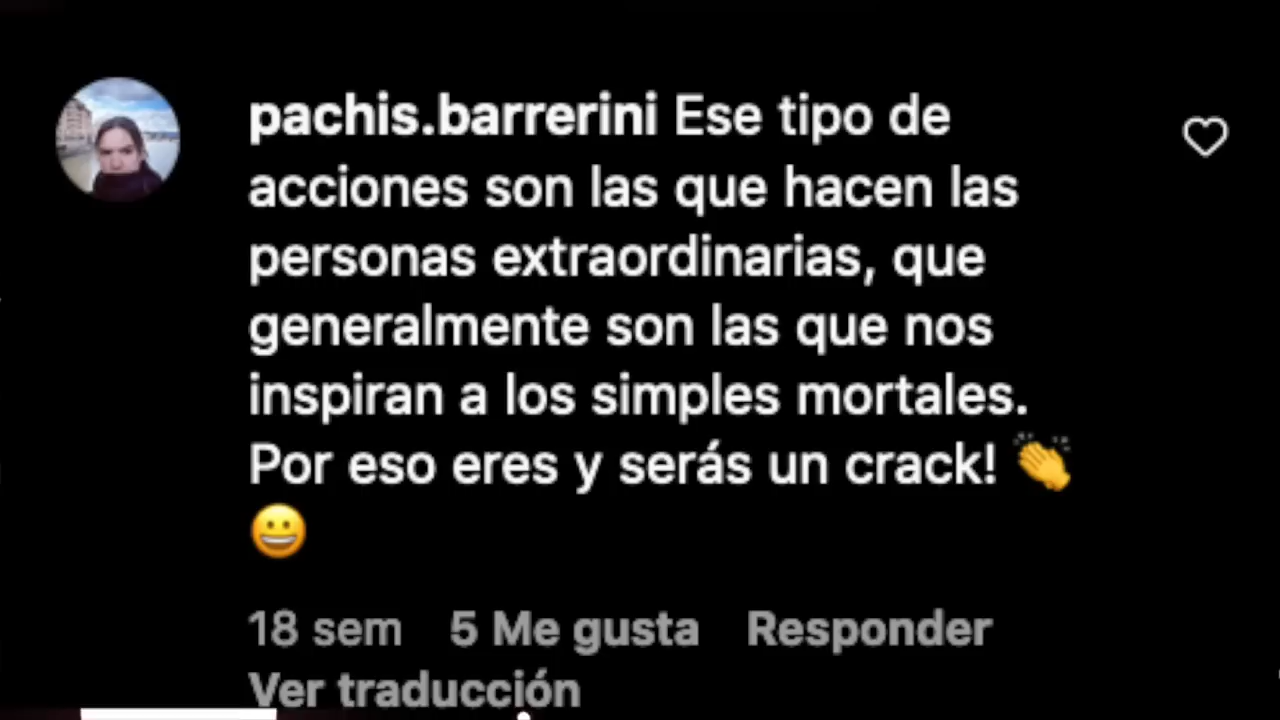 pachis.barrerini Ese tipo de
acciones son las que hacen las
personas extraordinarias, que
generalmente son las que nos
inspiran a los simples mortales.
Por eso eres y serás un crack! 👏
😀
18 sem 5 Me gusta Responder
Ver traducción